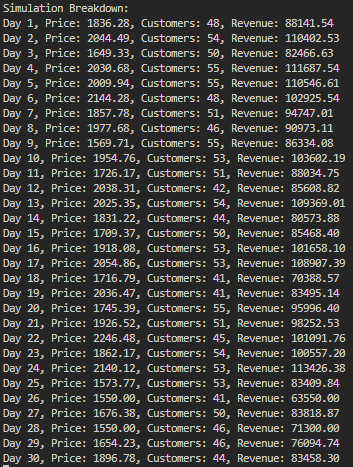 Simulation Breakdown:
Day 1, Price: 1836.28, Customers: 48, Revenue: 88141.54
Day 2, Price: 2044.49, Customers: 54, Revenue: 110402.53
Day 3, Price: 1649.33, Customers: 50, Revenue: 82466.63
Day 4, Price: 2030.68, Customers: 55, Revenue: 111687.54
Day 5, Price: 2009.94, Customers: 55, Revenue: 110546.61
Day 6, Price: 2144.28, Customers: 48, Revenue: 102925.54
Day 7, Price: 1857.78, Customers: 51, Revenue: 94747.01
Day 8, Price: 1977.68, Customers: 46, Revenue: 90973.11
Day 9, Price: 1569.71, Customers: 55, Revenue: 86334.08
Day 10, Price: 1954.76, Customers: 53, Revenue: 103602.19
Day 11, Price: 1726.17, Customers: 51, Revenue: 88034.75
Day 12, Price: 2038.31, Customers: 42, Revenue: 85608.82
Day 13, Price: 2025.35, Customers: 54, Revenue: 109369.01
Day 14, Price: 1831.22, Customers: 44, Revenue: 80573.88
Day 15, Price: 1709.37, Customers: 50, Revenue: 85468.40
Day 16, Price: 1918.08, Customers: 53, Revenue: 101658.10
Day 17, Price: 2054.86, Customers: 53, Revenue: 108907.39
Day 18, Price: 1716.79, Customers: 41, Revenue: 70388.57
Day 19, Price: 2036.47, Customers: 41, Revenue: 83495.14
Day 20, Price: 1745.39, Customers: 55, Revenue: 95996.40
Day 21, Price: 1926.52, Customers: 51, Revenue: 98252.53
Day 22, Price: 2246.48, Customers: 45, Revenue: 101091.76
Day 23, Price: 1862.17, Customers: 54, Revenue: 100557.20
Day 24, Price: 2140.12, Customers: 53, Revenue: 113426.38
Day 25, Price: 1573.77, Customers: 53, Revenue: 83409.84
Day 26, Price: 1550.00, Customers: 41, Revenue: 63550.00
Day 27, Price: 1676.38, Customers: 50, Revenue: 83818.87
Day 28, Price: 1550.00, Customers: 46, Revenue: 71300.00
Day 29, Price: 1654.23, Customers: 46, Revenue: 76094.74
Day 30, Price: 1896.78, Customers: 44, Revenue: 83458.30